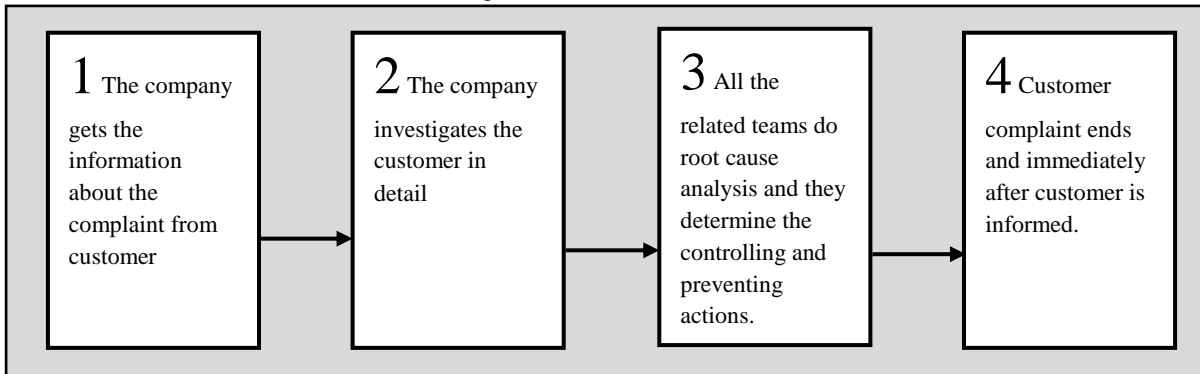 1 The company
gets the
information
about the
complaint from
customer
2 The company
investigates the
customer in
detail
3 All the
related teams do
root cause
analysis and they
determine the
controlling and
preventing
actions.
4 Customer
complaint ends
and immediately
after customer is
informed.